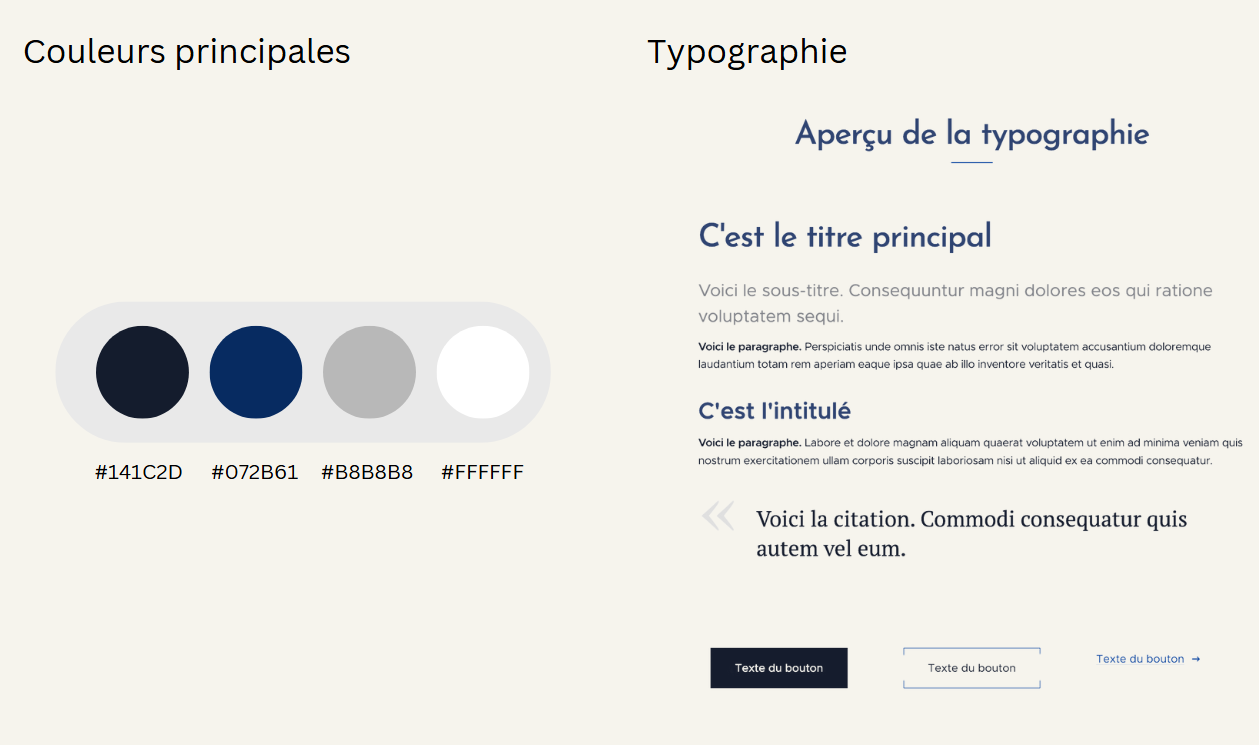 Couleurs principales
#141C2D #072B61 #B8B8B8 #FFFFFF
Typographie
Aperçu de la typographie
C'est le titre principal
Voici le sous-titre. Consequuntur magni dolores eos qui ratione
voluptatem sequi.
Voici le paragraphe. Perspiciatis unde omnis iste natus error sit voluptatem accusantium doloremque
laudantium totam rem aperiam eaque ipsa quae ab illo inventore veritatis et quasi.
C'est l'intitulé
Voici le paragraphe. Labore et dolore magnam aliquam quaerat voluptatem ut enim ad minima veniam quis
nostrum exercitationem ullam corporis suscipit laboriosam nisi ut aliquid ex ea commodi consequatur.
« Voici la citation. Commodi consequatur quis
autem vel eum.
Texte du bouton Texte du bouton Texte du bouton →